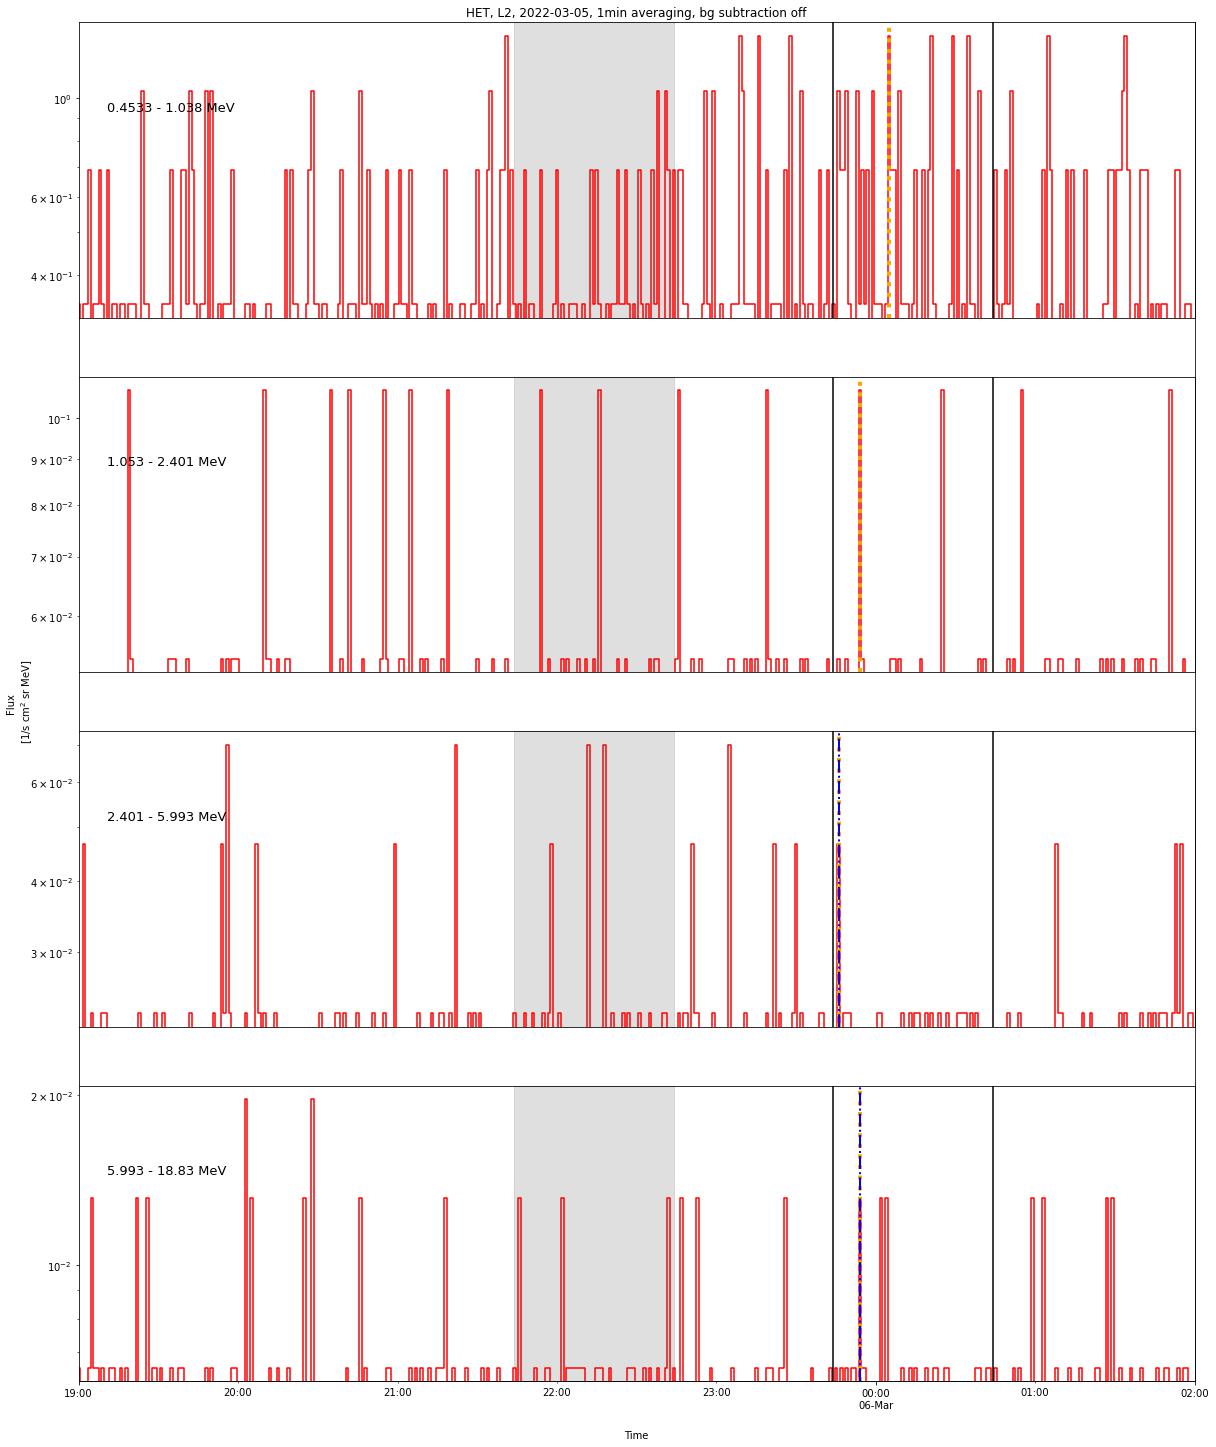 HET, L2, 2022-03-05, 1min averaging, bg subtraction off
10⁰
6 × 10⁻¹
4 × 10⁻¹
0.4533 - 1.038 MeV
10⁻¹
9 × 10⁻²
8 × 10⁻²
7 × 10⁻²
6 × 10⁻²
1.053 - 2.401 MeV
Flux
[1/s cm² sr MeV]
6 × 10⁻²
4 × 10⁻²
3 × 10⁻²
2.401 - 5.993 MeV
2 × 10⁻²
10⁻²
5.993 - 18.83 MeV
19:00 20:00 21:00 22:00 23:00 00:00 01:00 02:00
06-Mar
Time